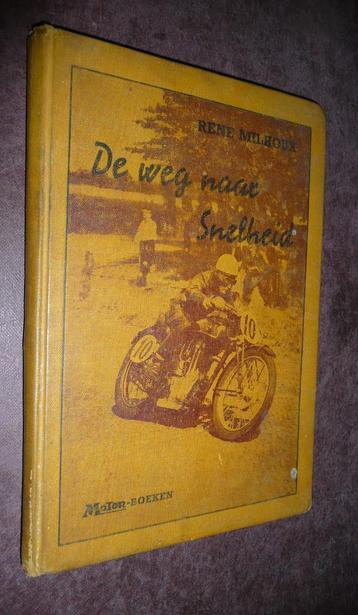 RENE MILHOUX
De weg naar
Snelheid
10
10
MOTOR-BOEKEN